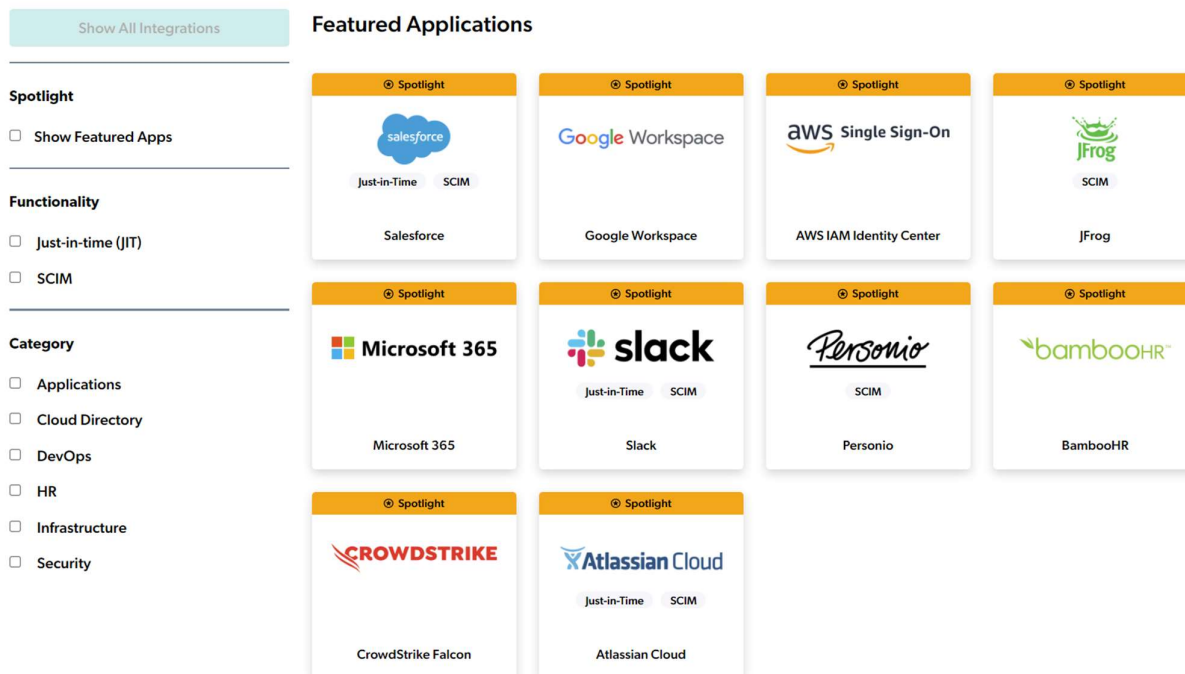 Show All Integrations
Spotlight
Show Featured Apps
Functionality
Just-in-time (JIT)
SCIM
Category
Applications
Cloud Directory
DevOps
HR
Infrastructure
Security
Featured Applications
Spotlight
salesforce
Just-in-Time SCIM
Salesforce
Spotlight
Google Workspace
Google Workspace
Spotlight
aws Single Sign-On
AWS IAM Identity Center
Spotlight
JFrog
SCIM
JFrog
Spotlight
Microsoft 365
Microsoft 365
Spotlight
slack
Just-in-Time SCIM
Slack
Spotlight
Personio
SCIM
Personio
Spotlight
bambooHR™
BambooHR
Spotlight
CROWDSTRIKE
CrowdStrike Falcon
Spotlight
Atlassian Cloud
Just-in-Time SCIM
Atlassian Cloud